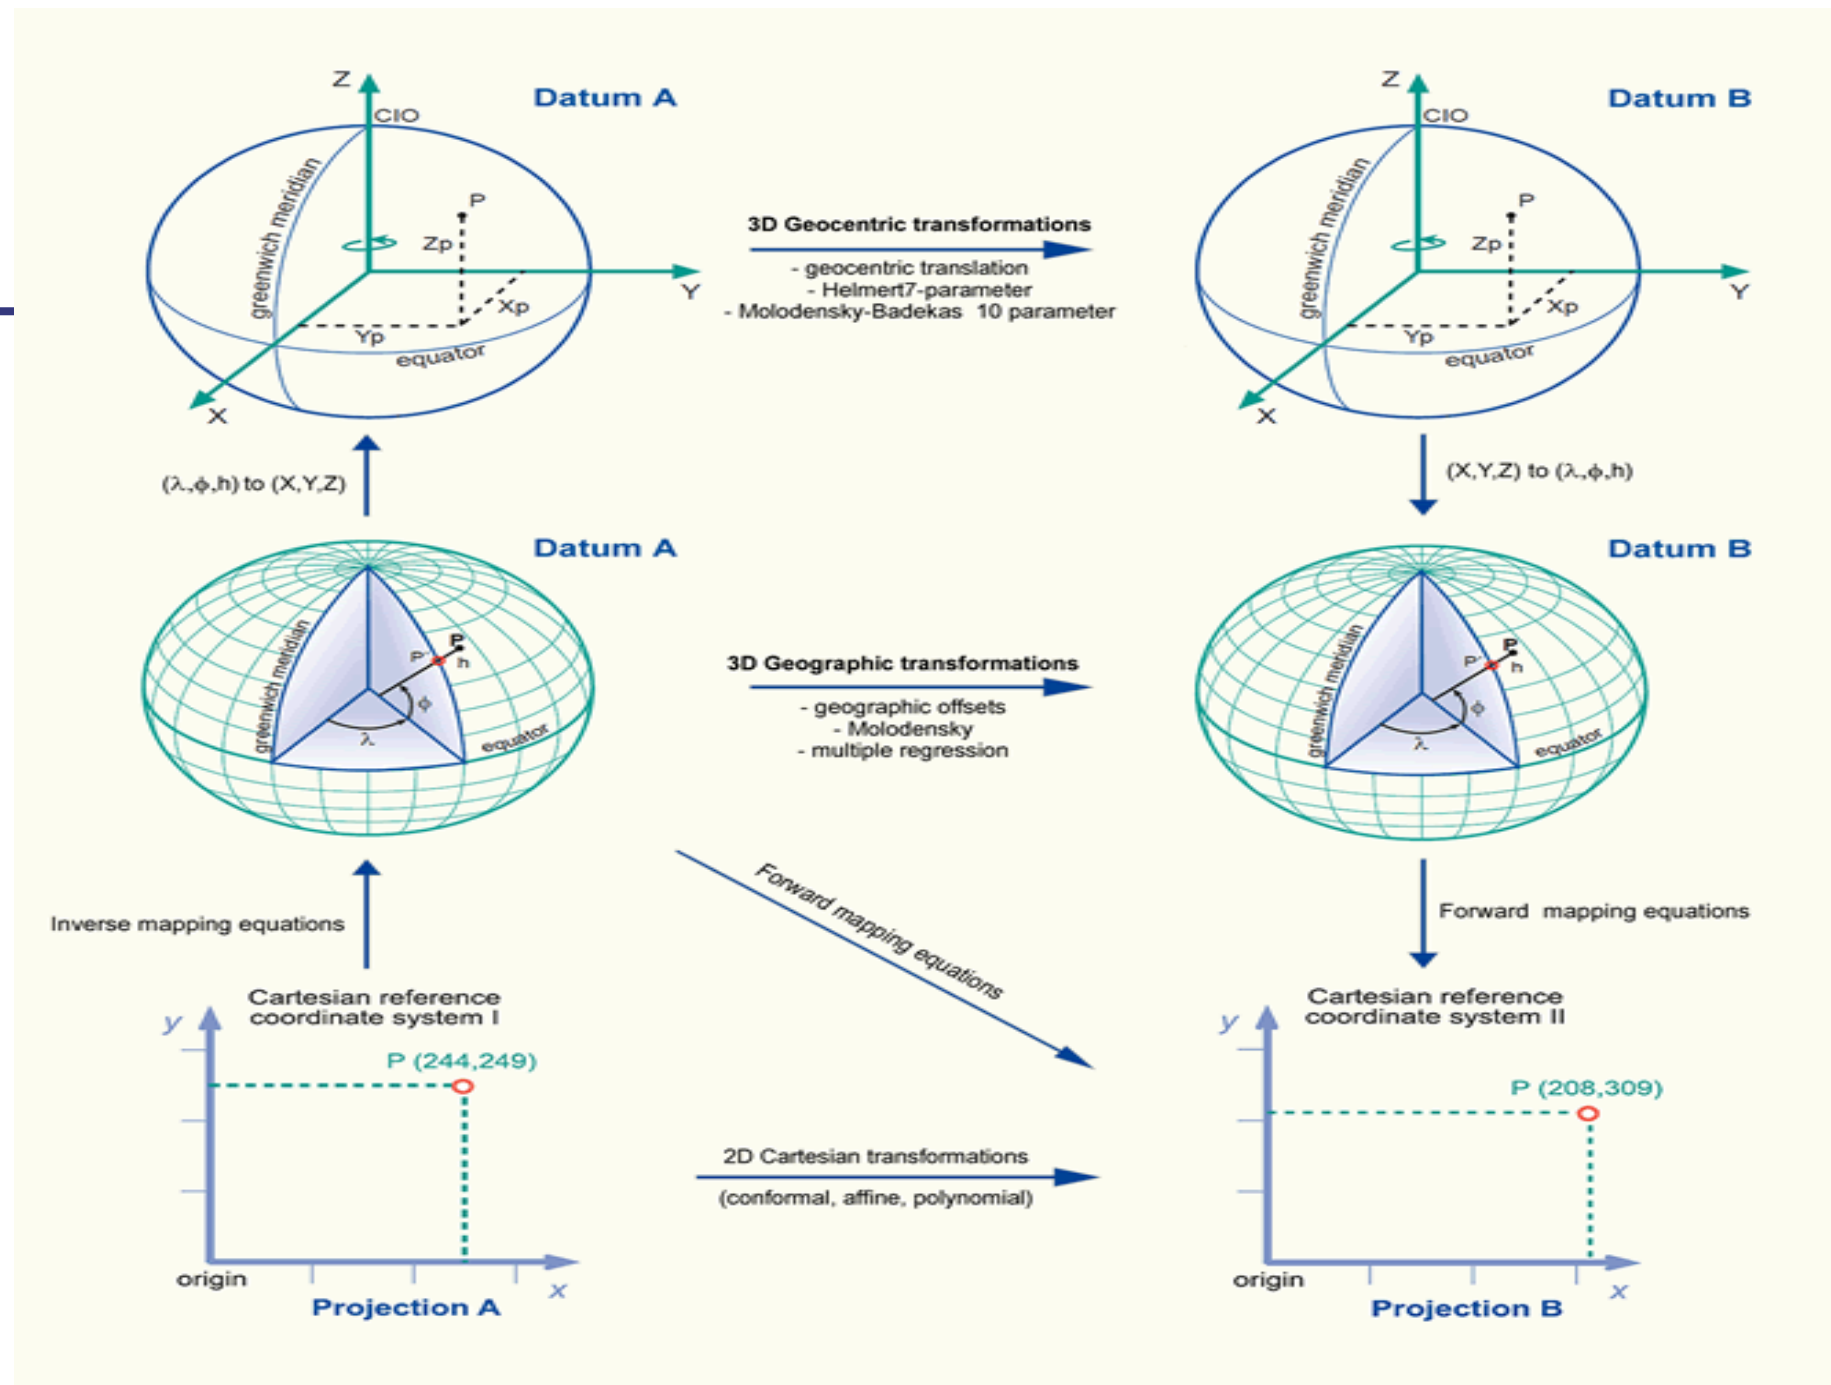 Z
CIO
Datum A
greenwich meridian
P
Zp
Xp
Yp
Y
equator
X
3D Geocentric transformations
- geocentric translation
- Helmert7-parameter
- Molodensky-Badekas 10 parameter
Z
CIO
Datum B
greenwich meridian
P
Zp
Xp
Yp
Y
equator
X
(λ,ϕ,h) to (X,Y,Z)
(X,Y,Z) to (λ,ϕ,h)
Datum A
greenwich meridian
P
P'
h
ϕ
λ
equator
3D Geographic transformations
- geographic offsets
- Molodensky
- multiple regression
Datum B
greenwich meridian
P
P'
h
ϕ
λ
equator
Inverse mapping equations
Forward mapping equations
Forward mapping equations
Cartesian reference
coordinate system I
y
P (244,249)
origin
x
Projection A
2D Cartesian transformations
(conformal, affine, polynomial)
Cartesian reference
coordinate system II
y
P (208,309)
origin
x
Projection B